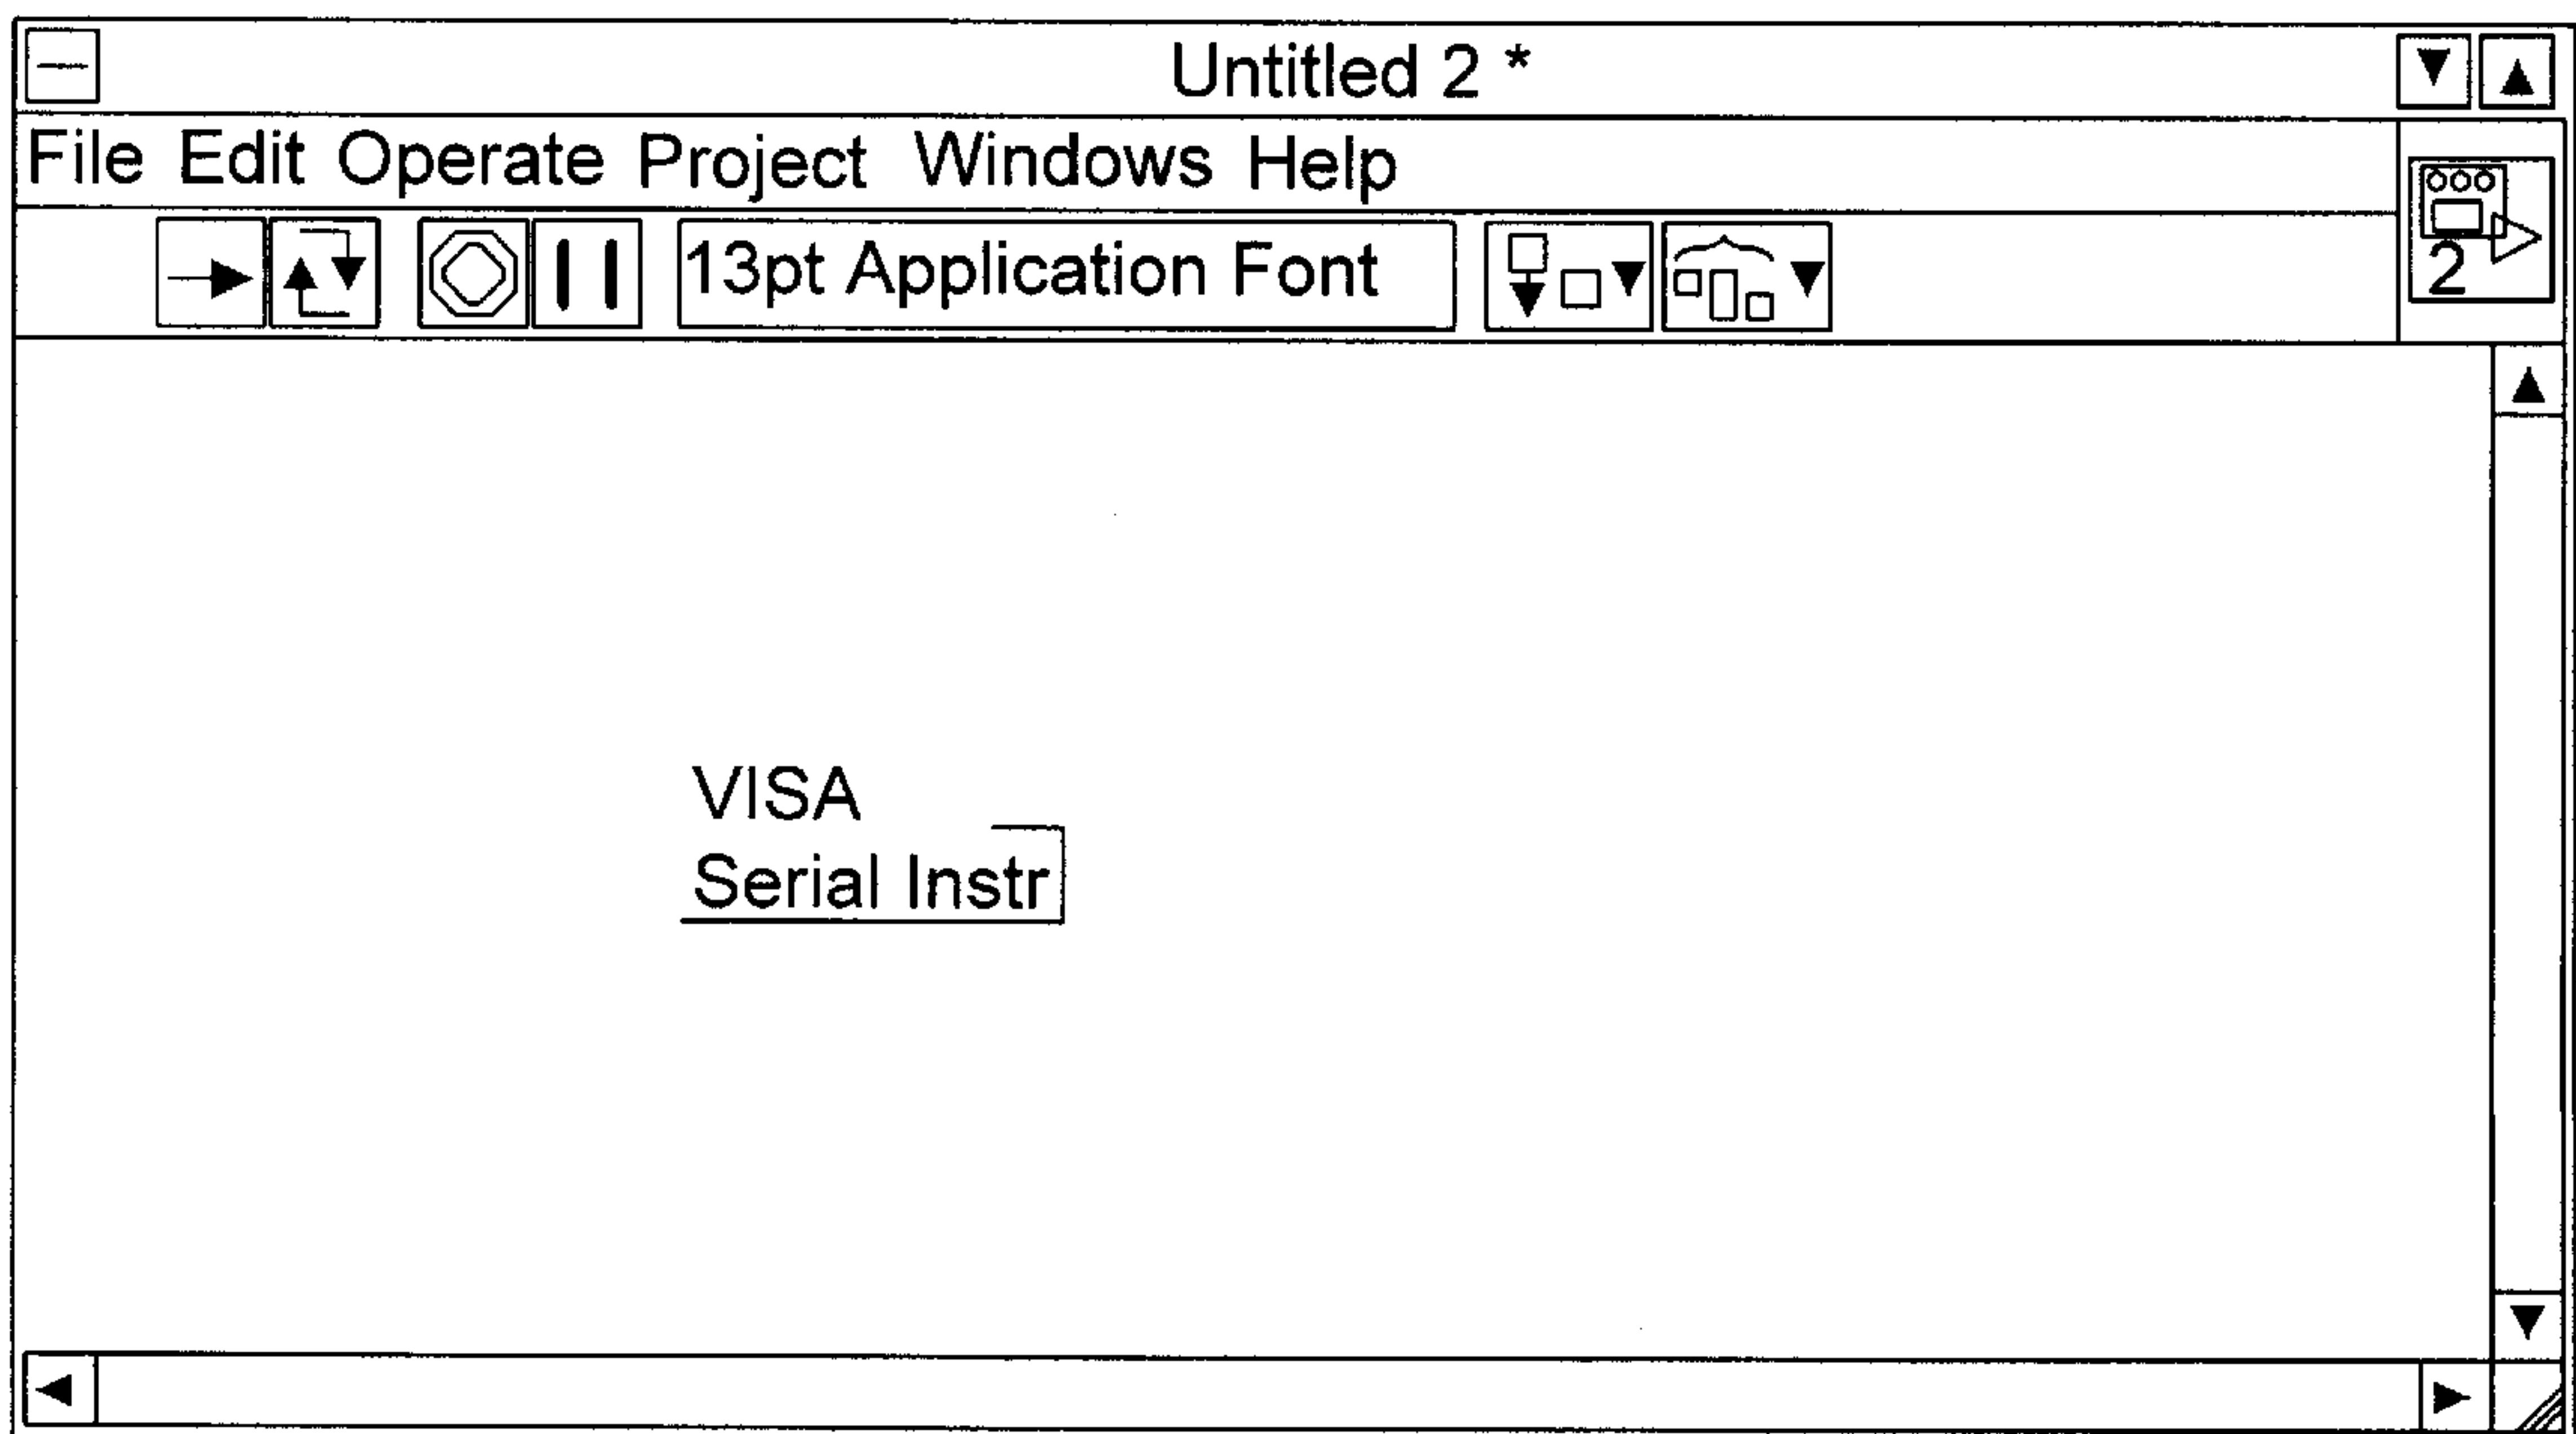 Untitled 2 *
File Edit Operate Project Windows Help
13pt Application Font
2
VISA
Serial Instr